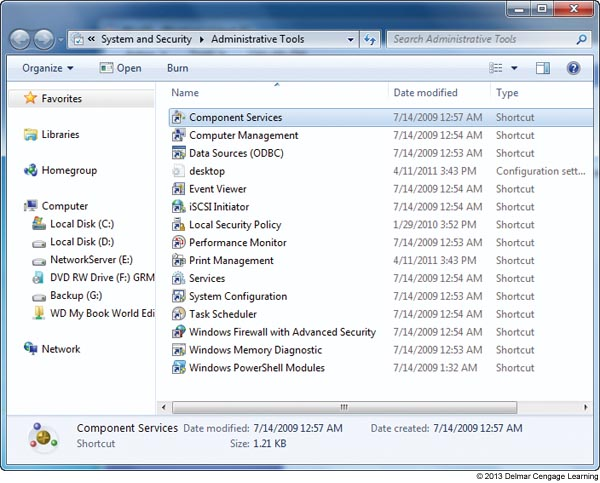 « System and Security ▸ Administrative Tools
Search Administrative Tools
Organize ▾ Open Burn
Favorites
Libraries
Homegroup
Computer
Local Disk (C:)
Local Disk (D:)
NetworkServer (E:)
DVD RW Drive (F:) GRM
Backup (G:)
WD My Book World Edi
Network
Name Date modified Type
Component Services 7/14/2009 12:57 AM Shortcut
Computer Management 7/14/2009 12:54 AM Shortcut
Data Sources (ODBC) 7/14/2009 12:53 AM Shortcut
desktop 4/11/2011 3:43 PM Configuration sett...
Event Viewer 7/14/2009 12:54 AM Shortcut
iSCSI Initiator 7/14/2009 12:54 AM Shortcut
Local Security Policy 1/29/2010 3:52 PM Shortcut
Performance Monitor 7/14/2009 12:53 AM Shortcut
Print Management 4/11/2011 3:43 PM Shortcut
Services 7/14/2009 12:54 AM Shortcut
System Configuration 7/14/2009 12:53 AM Shortcut
Task Scheduler 7/14/2009 12:54 AM Shortcut
Windows Firewall with Advanced Security 7/14/2009 12:54 AM Shortcut
Windows Memory Diagnostic 7/14/2009 12:53 AM Shortcut
Windows PowerShell Modules 7/14/2009 1:32 AM Shortcut
Component Services Date modified: 7/14/2009 12:57 AM Date created: 7/14/2009 12:57 AM
Shortcut Size: 1.21 KB
© 2013 Delmar Cengage Learning